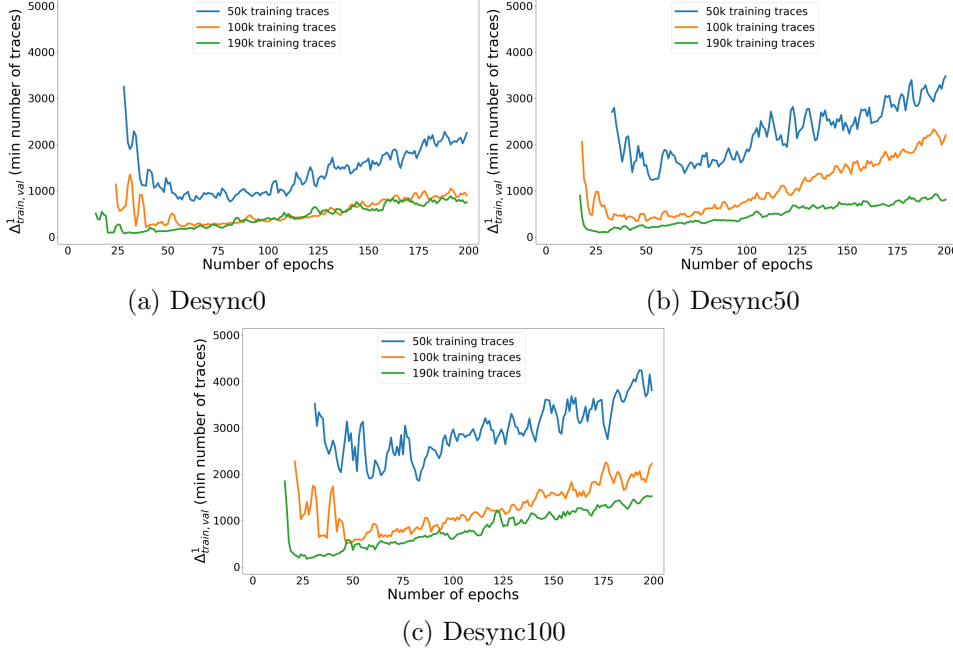 5000
4000
3000
2000
1000
0
Δ¹train,val (min number of traces)
50k training traces
100k training traces
190k training traces
0 25 50 75 100 125 150 175 200
Number of epochs
(a) Desync0
5000
4000
3000
2000
1000
0
Δ¹train,val (min number of traces)
50k training traces
100k training traces
190k training traces
0 25 50 75 100 125 150 175 200
Number of epochs
(b) Desync50
5000
4000
3000
2000
1000
0
Δ¹train,val (min number of traces)
50k training traces
100k training traces
190k training traces
0 25 50 75 100 125 150 175 200
Number of epochs
(c) Desync100